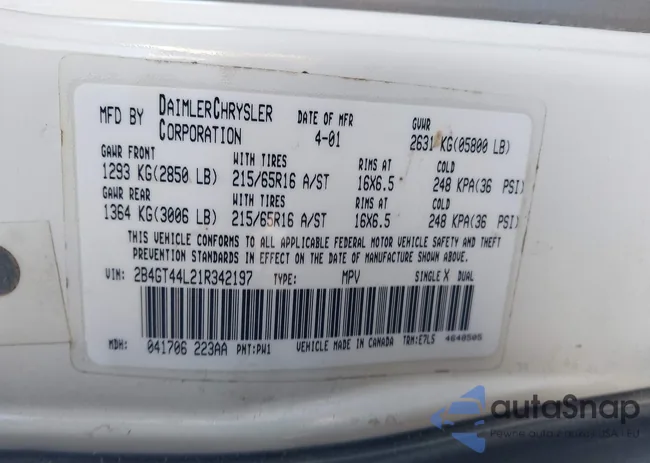 MFD BY DAIMLERCHRYSLER CORPORATION DATE OF MFR 4-01 GVWR 2631 KG(05800 LB)
GAWR FRONT WITH TIRES RIMS AT COLD
1293 KG(2850 LB) 215/65R16 A/ST 16X6.5 248 KPA(36 PSI)
GAWR REAR WITH TIRES RIMS AT COLD
1364 KG(3006 LB) 215/65R16 A/ST 16X6.5 248 KPA(36 PSI)
THIS VEHICLE CONFORMS TO ALL APPLICABLE FEDERAL MOTOR VEHICLE SAFETY AND THEFT
PREVENTION STANDARDS IN EFFECT ON THE DATE OF MANUFACTURE SHOWN ABOVE.
VIN: 2B4GT44L21R342197 TYPE: MPV SINGLE X DUAL
MDH: 041706 223AA PNT:PW1 VEHICLE MADE IN CANADA TRM:E7L5 4648505
autoSnap